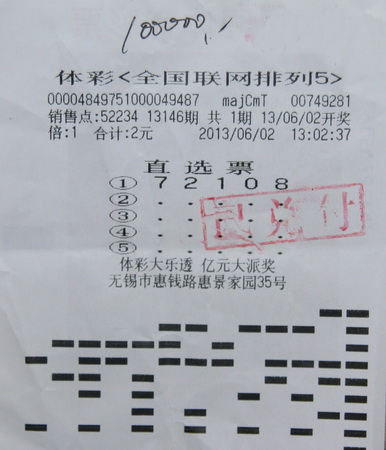 100000,
体彩<全国联网排列5>
00004849751000049487 majCmT 00749281
销售点:52234 13146期 共 1期 13/06/02开奖
倍:1 合计:2元 2013/06/02 13:02:37
直选票
① 7 2 1 0 8
② . . . . .
③ . . . . .
④ . . . . .
⑤ . . . . .
已兑付
体彩大乐透 亿元大派奖
无锡市惠钱路惠景家园35号